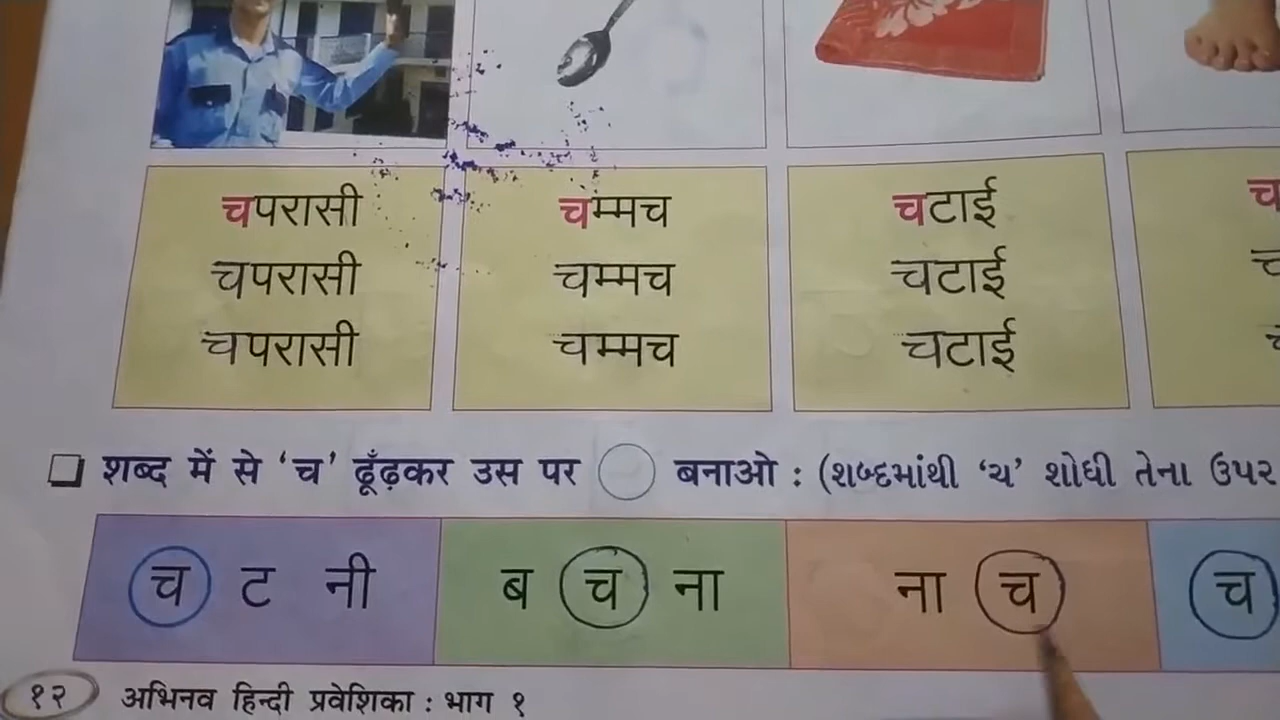 चपरासी चम्मच चटाई च
चपरासी चम्मच चटाई
चपरासी चम्मच चटाई
❑ शब्द में से ‘च’ ढूँढ़कर उस पर ◯ बनाओ : (શબ્દમાંથી ‘ચ’ શોધી તેના ઉપર
च ट नी ब च ना ना च च
१२ अभिनव हिन्दी प्रवेशिका : भाग १